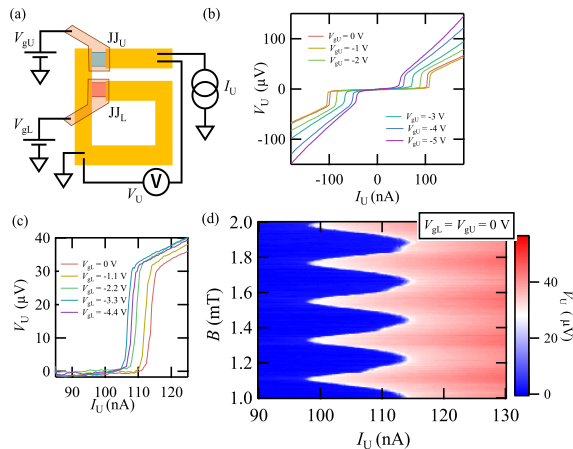 (a)
V_gU
JJ_U
I_U
JJ_L
V_gL
V
V_U
(b)
V_U (μV)
100
0
-100
V_gU = 0 V
V_gU = -1 V
V_gU = -2 V
V_gU = -3 V
V_gU = -4 V
V_gU = -5 V
-100 0 100
I_U (nA)
(c)
V_U (μV)
40
30
20
10
0
V_gL = 0 V
V_gL = -1.1 V
V_gL = -2.2 V
V_gL = -3.3 V
V_gL = -4.4 V
90 100 110 120
I_U (nA)
(d)
V_gL = V_gU = 0 V
B (mT)
2.0
1.8
1.6
1.4
1.2
1.0
90 100 110 120 130
I_U (nA)
40
0
V_U (μV)